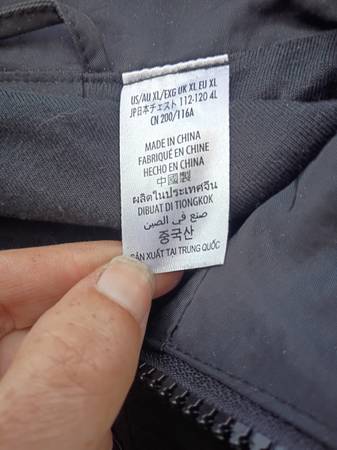 US/AU XL/EXG UK XL EU XL
JP日本チェスト 112-120 4L
CN 200/116A
MADE IN CHINA
FABRIQUÉ EN CHINE
HECHO EN CHINA
中國製
ผลิตในประเทศจีน
DIBUAT DI TIONGKOK
صنع في الصين
중국산
SẢN XUẤT TẠI TRUNG QUỐC